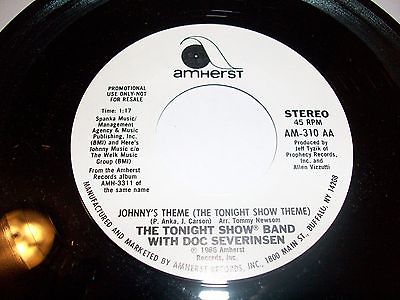 amherst
PROMOTIONAL
USE ONLY-NOT
FOR RESALE
Time: 1:17
Spanka Music/
Management
Agency & Music
Publishing, Inc.
(BMI) and Here's
Johnny Music c/o
The Welk Music
Group (BMI)
From the Amherst
Records album
AMH-3311 of
the same name
STEREO
45 RPM
AM-310 AA
Produced by
Jeff Tyzik of
Prophecy Records,
Inc., and
Allen Vizzutti
JOHNNY'S THEME (THE TONIGHT SHOW THEME)
(P. Anka, J. Carson) Arr. Tommy Newsom
THE TONIGHT SHOW® BAND
WITH DOC SEVERINSEN
℗1986 Amherst
Records, Inc.
MANUFACTURED & MARKETED BY AMHERST RECORDS, INC., 1800 MAIN ST., BUFFALO, NY 14208